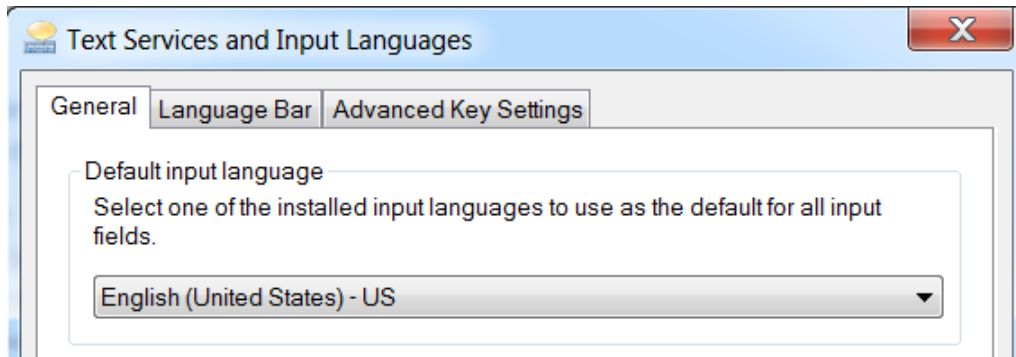 Text Services and Input Languages
General
Language Bar
Advanced Key Settings
Default input language
Select one of the installed input languages to use as the default for all input
fields.
English (United States) - US